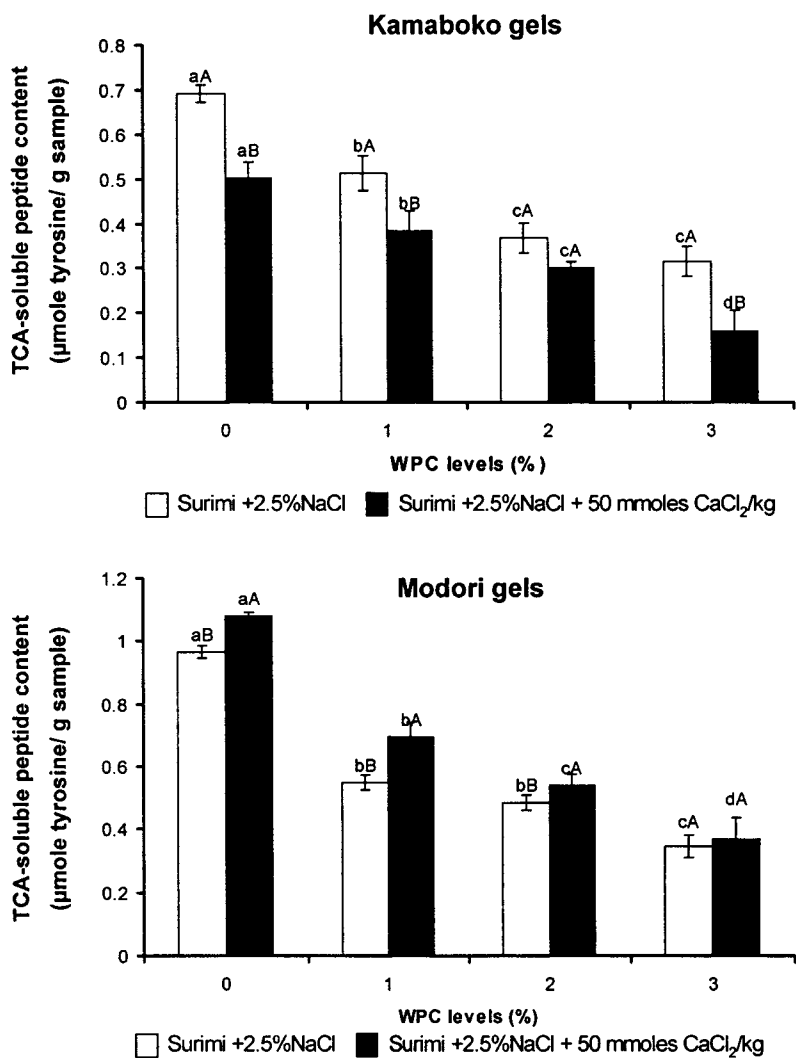 Kamaboko gels
TCA-soluble peptide content
(µmole tyrosine/ g sample)
0.8
0.7
0.6
0.5
0.4
0.3
0.2
0.1
0
aA
aB
bA
bB
cA
cA
cA
dB
0 1 2 3
WPC levels (%)
Surimi +2.5%NaCl Surimi +2.5%NaCl + 50 mmoles CaCl₂/kg
Modori gels
TCA-soluble peptide content
(µmole tyrosine/ g sample)
1.2
1
0.8
0.6
0.4
0.2
0
aB
aA
bB
bA
bB
cA
cA
dA
0 1 2 3
WPC levels (%)
Surimi +2.5%NaCl Surimi +2.5%NaCl + 50 mmoles CaCl₂/kg